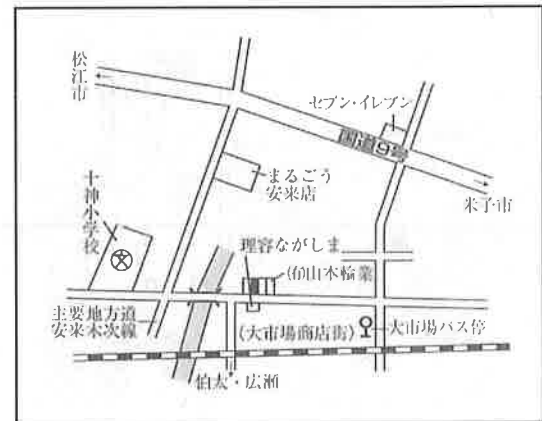 松江市
セブン・イレブン
国道9号
まるごう
安来店
米子市
十神小学校
文
理容ながしま
(有)山本輪業
主要地方道
安来木次線
(大市場商店街)
大市場バス停
伯太・広瀬